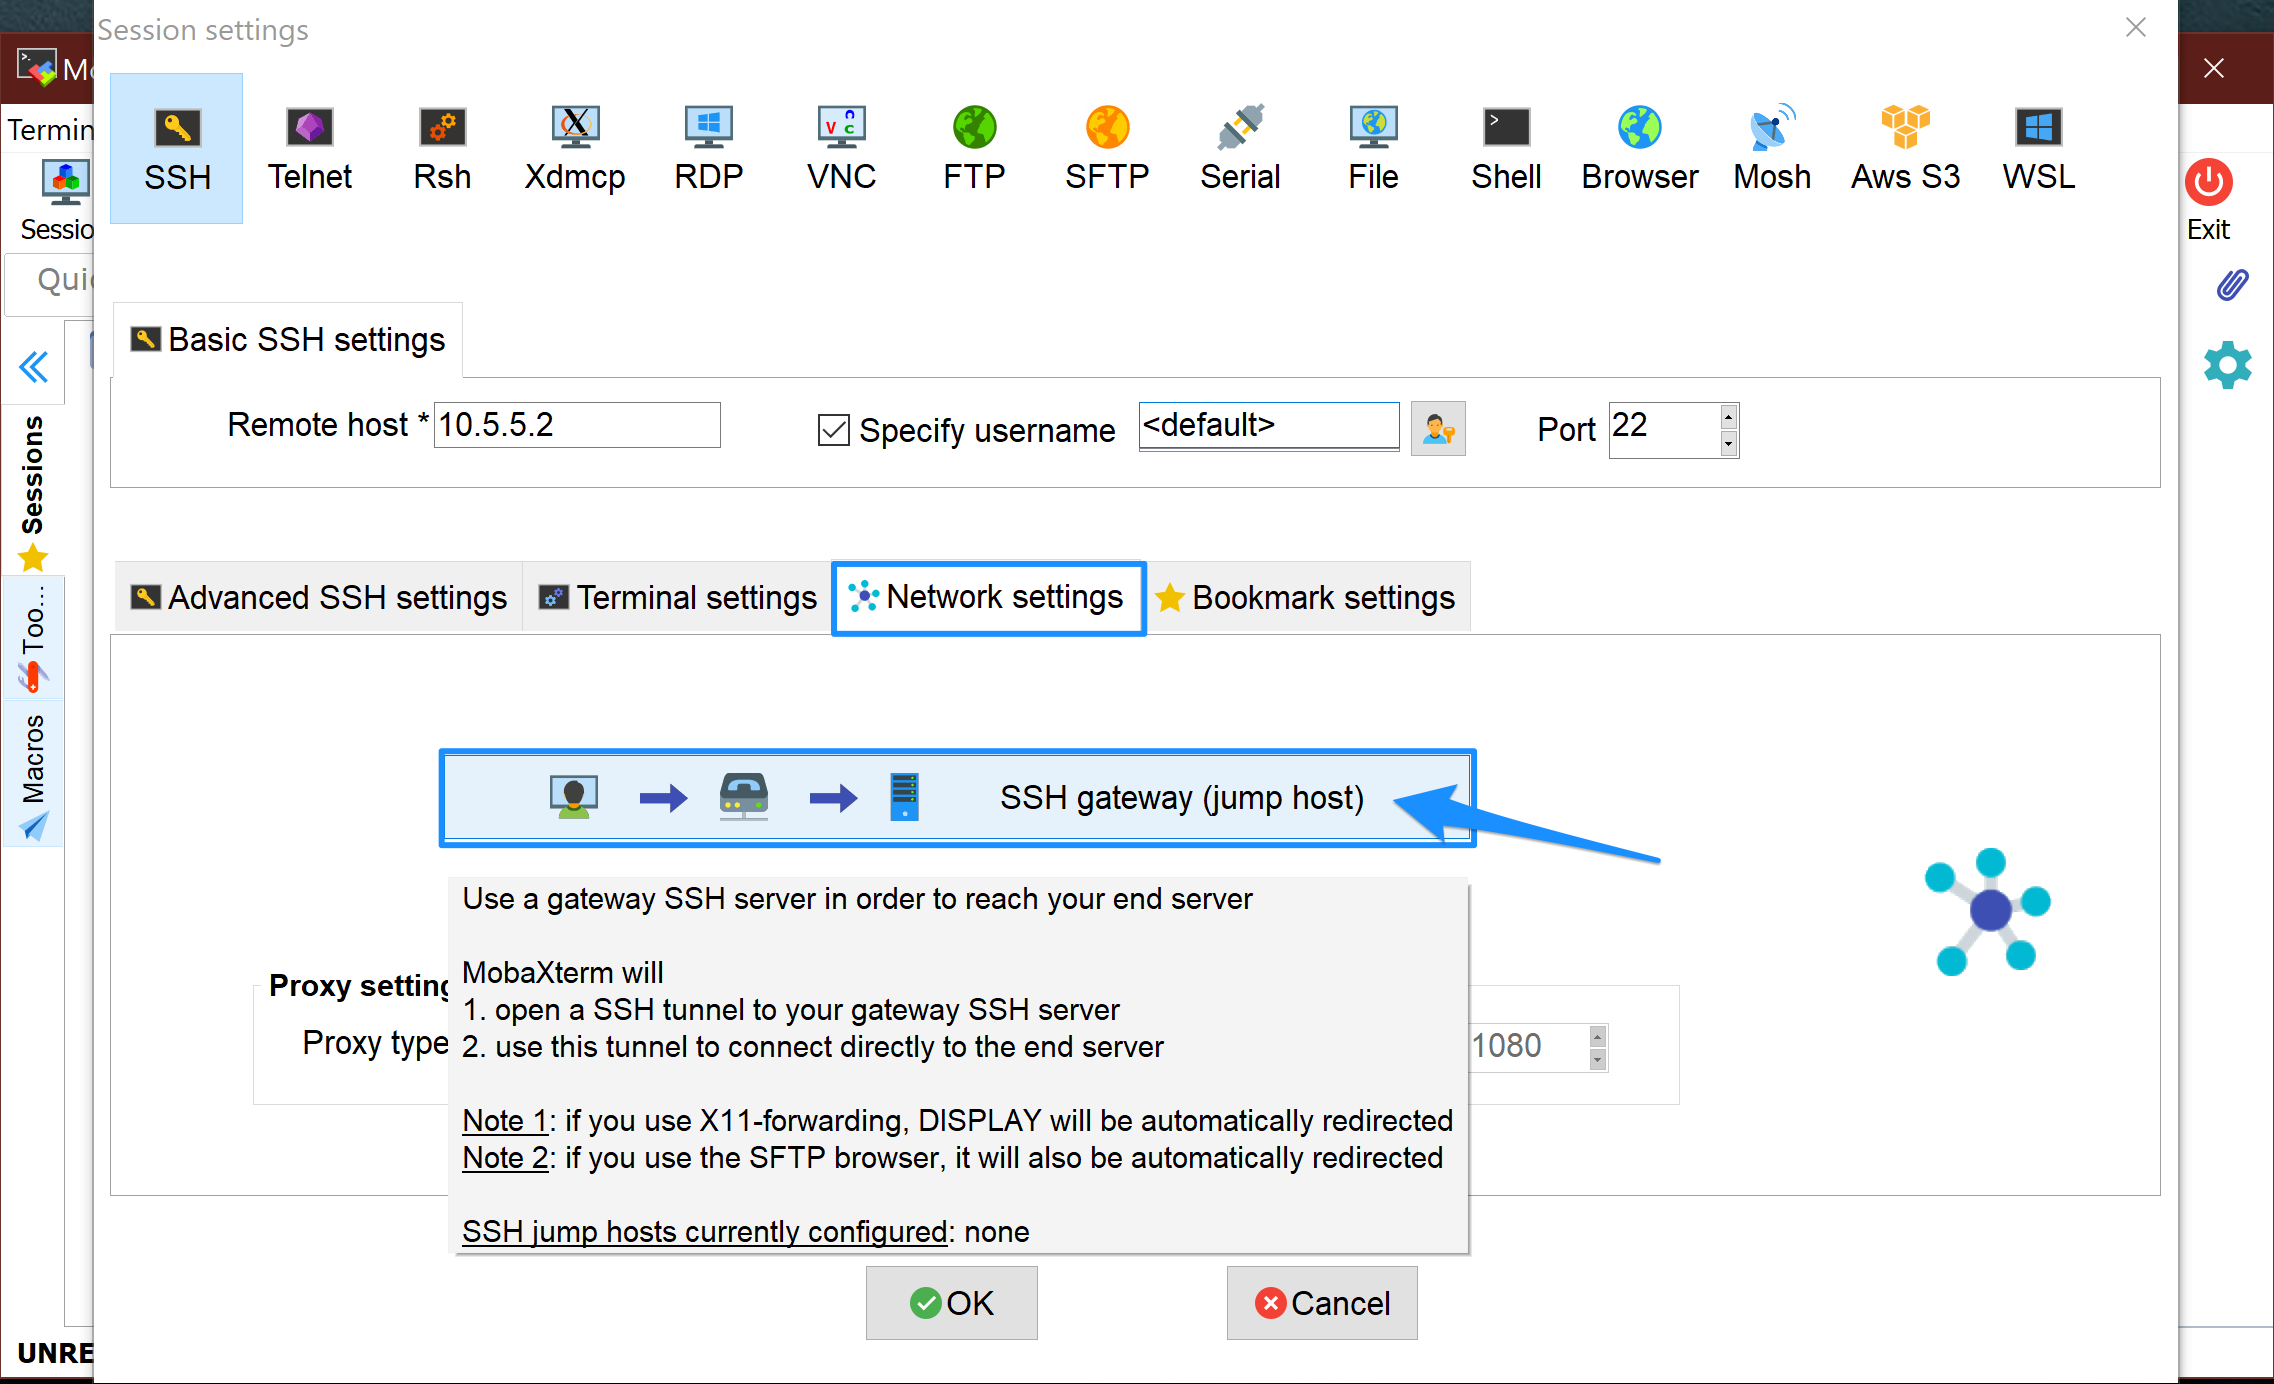 Session settings
SSH
Telnet
Rsh
Xdmcp
RDP
VNC
FTP
SFTP
Serial
File
Shell
Browser
Mosh
Aws S3
WSL
Exit
Basic SSH settings
Remote host * 10.5.5.2
Specify username <default>
Port 22
Sessions
Too...
Macros
Advanced SSH settings
Terminal settings
Network settings
Bookmark settings
SSH gateway (jump host)
Use a gateway SSH server in order to reach your end server
MobaXterm will
1. open a SSH tunnel to your gateway SSH server
2. use this tunnel to connect directly to the end server
Note 1: if you use X11-forwarding, DISPLAY will be automatically redirected
Note 2: if you use the SFTP browser, it will also be automatically redirected
SSH jump hosts currently configured: none
Proxy setting
Proxy type
1080
OK
Cancel